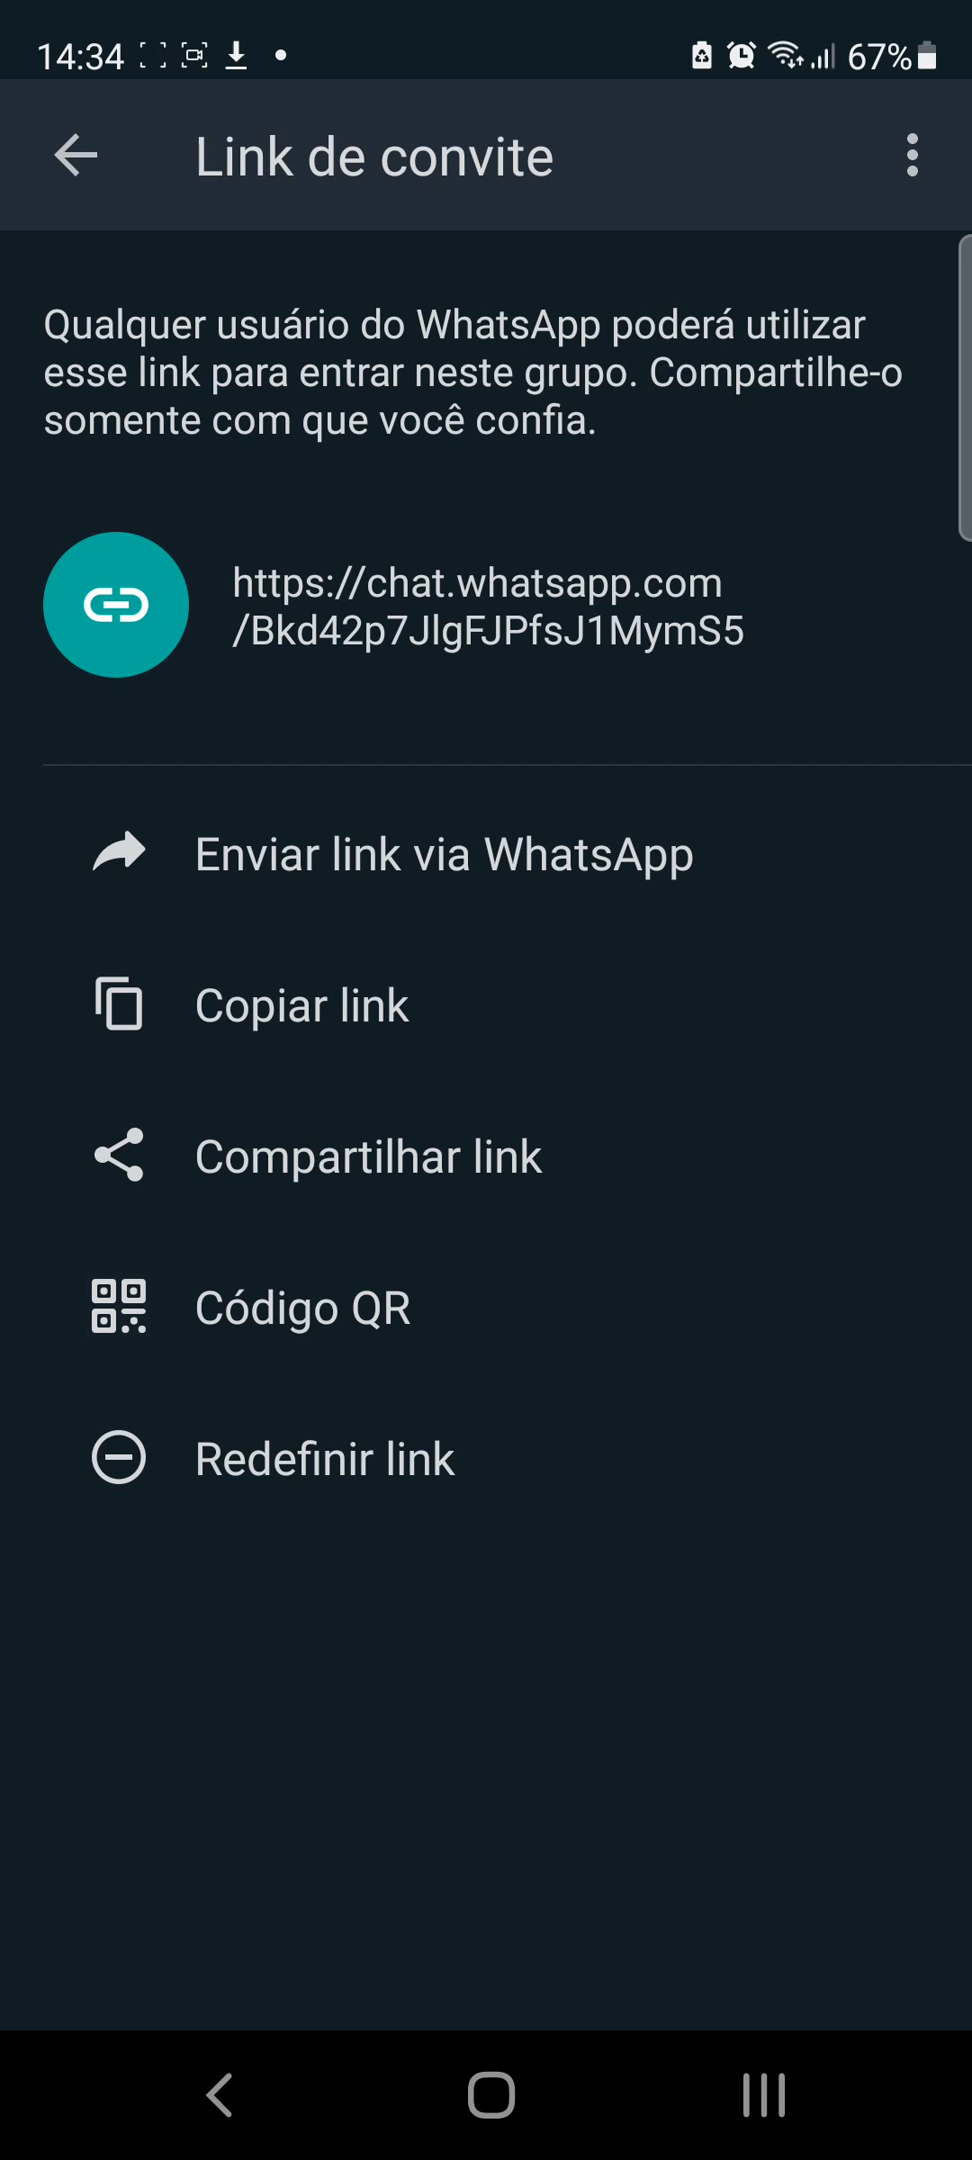 14:34
67%
Link de convite
Qualquer usuário do WhatsApp poderá utilizar
esse link para entrar neste grupo. Compartilhe-o
somente com que você confia.
https://chat.whatsapp.com
/Bkd42p7JlgFJPfsJ1MymS5
Enviar link via WhatsApp
Copiar link
Compartilhar link
Código QR
Redefinir link